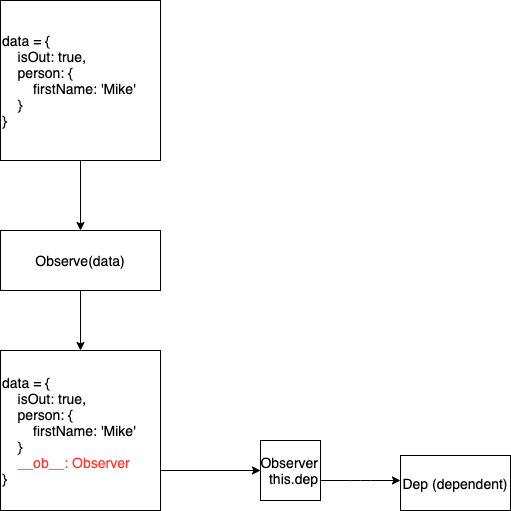 data = {
isOut: true,
person: {
firstName: 'Mike'
}
}
Observe(data)
data = {
isOut: true,
person: {
firstName: 'Mike'
}
__ob__: Observer
}
Observer
this.dep
Dep (dependent)